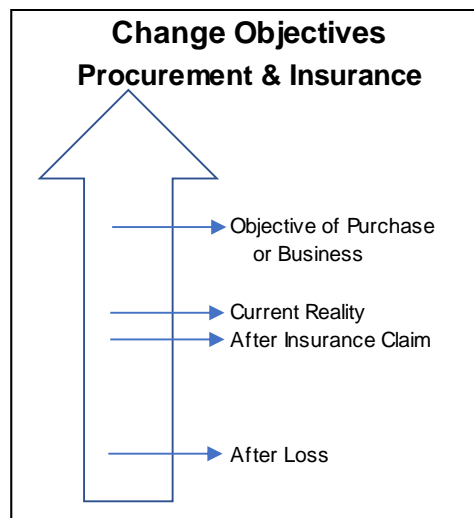 Change Objectives
Procurement & Insurance
Objective of Purchase
or Business
Current Reality
After Insurance Claim
After Loss